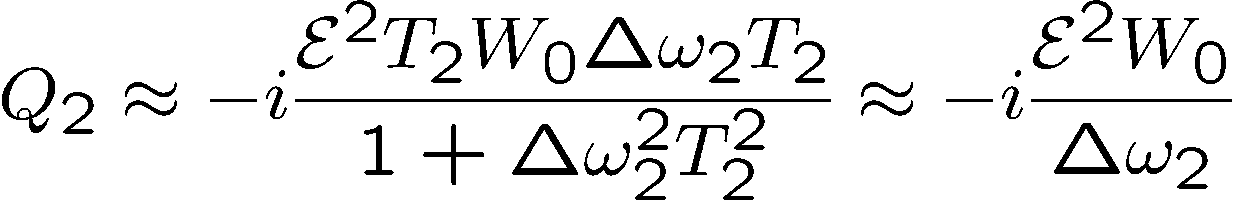 $Q_2 \approx -i\frac{\mathcal{E}^2 T_2 W_0 \Delta\omega_2 T_2}{1 + \Delta\omega_2^2 T_2^2} \approx -i\frac{\mathcal{E}^2 W_0}{\Delta\omega_2}$